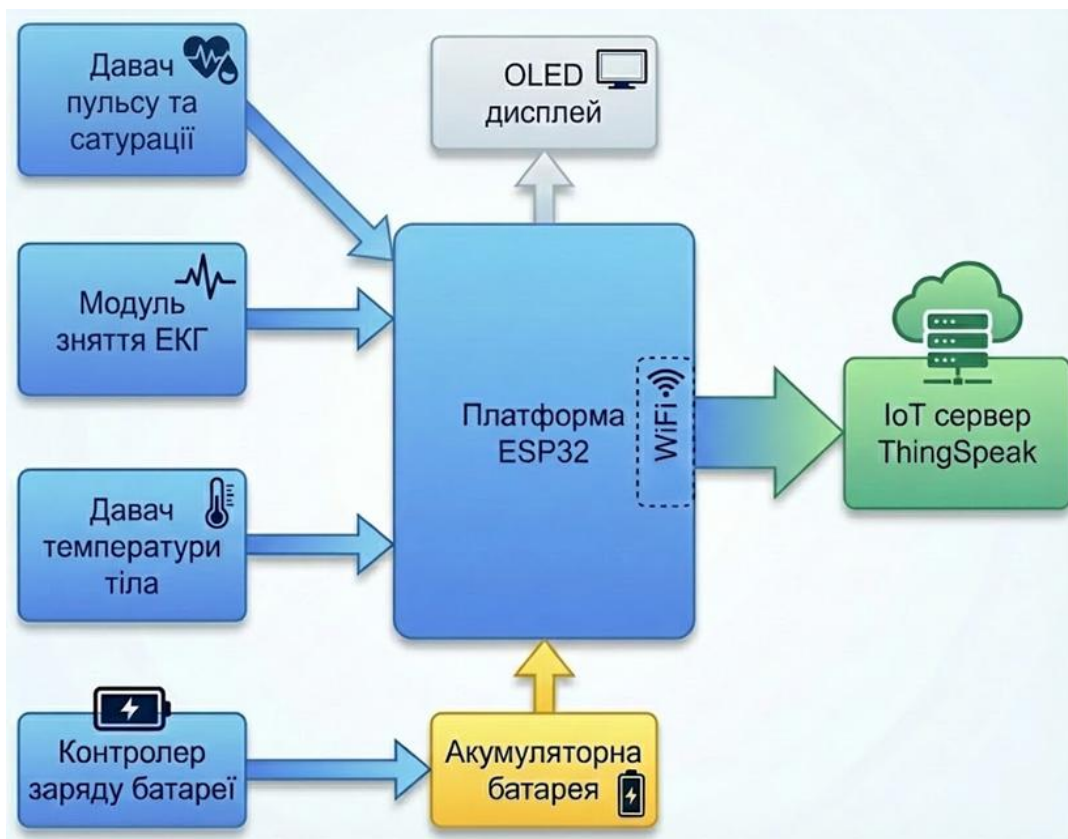 Давач
пульсу та
сатурації
OLED
дисплей
Модуль
зняття ЕКГ
Платформа
ESP32
WiFi
IoT сервер
ThingSpeak
Давач
температури
тіла
Контролер
заряду батареї
Акумуляторна
батарея